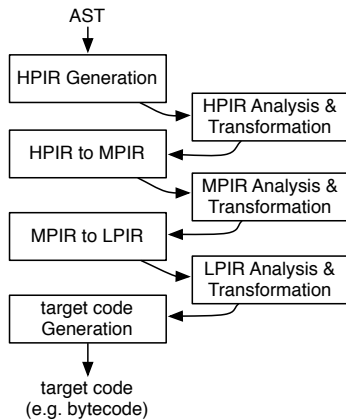 AST
HPIR Generation
HPIR Analysis &
Transformation
HPIR to MPIR
MPIR Analysis &
Transformation
MPIR to LPIR
LPIR Analysis &
Transformation
target code
Generation
target code
(e.g. bytecode)